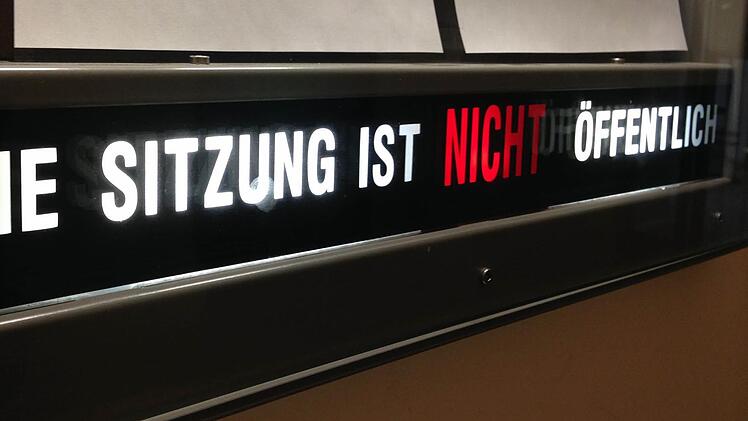 IE SITZUNG IST NICHT ÖFFENTLICH